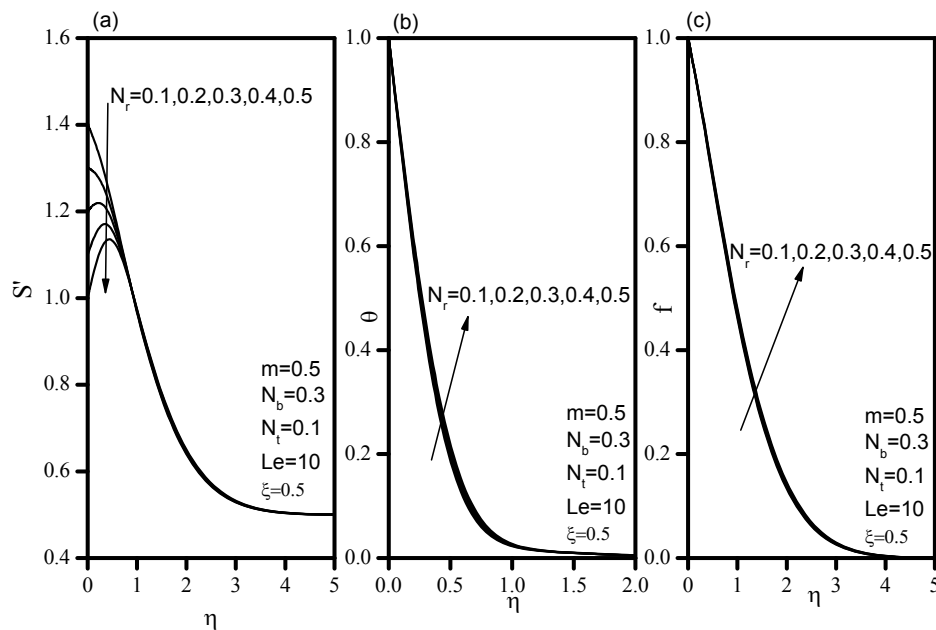 (a)
1.6
1.4
1.2
1.0
0.8
0.6
0.4
S'
N_r=0.1,0.2,0.3,0.4,0.5
m=0.5
N_b=0.3
N_t=0.1
Le=10
ξ=0.5
0 1 2 3 4 5
η
(b)
1.0
0.8
0.6
0.4
0.2
0.0
θ
N_r=0.1,0.2,0.3,0.4,0.5
m=0.5
N_b=0.3
N_t=0.1
Le=10
ξ=0.5
0.0 0.5 1.0 1.5 2.0
η
(c)
1.0
0.8
0.6
0.4
0.2
0.0
f
N_r=0.1,0.2,0.3,0.4,0.5
m=0.5
N_b=0.3
N_t=0.1
Le=10
ξ=0.5
0 1 2 3 4 5
η